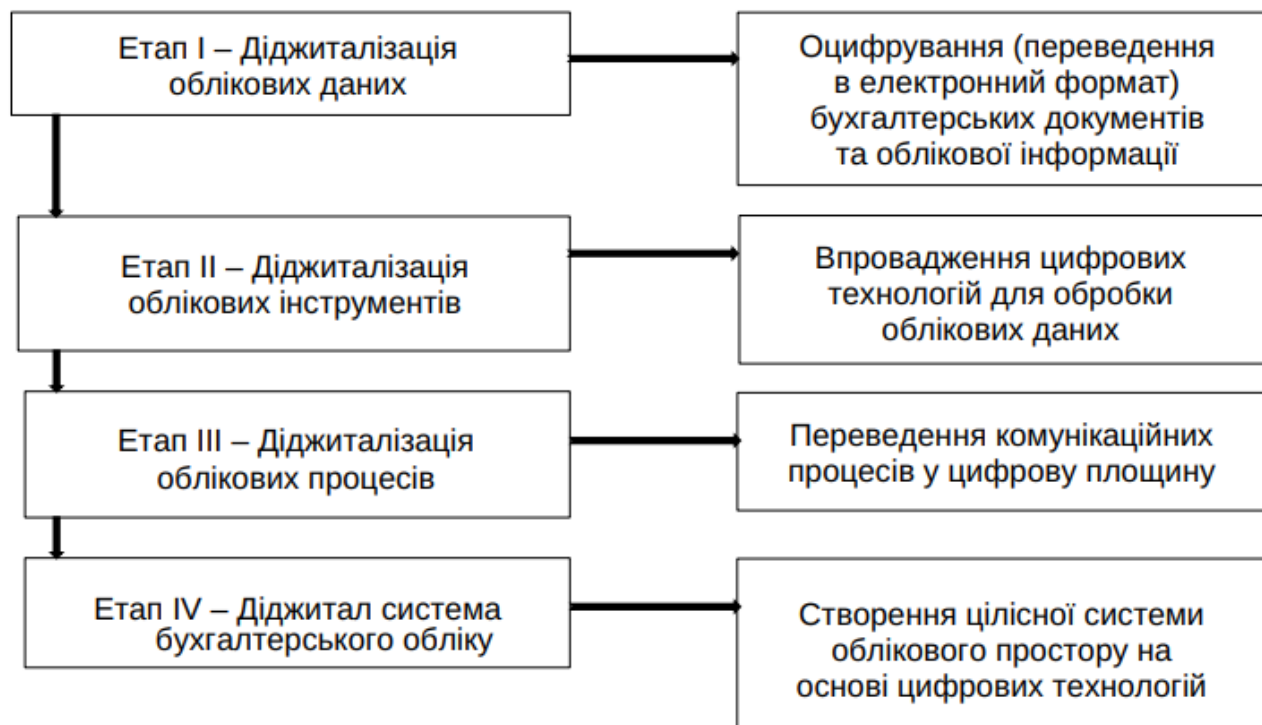 Етап I – Діджиталізація
облікових даних
Оцифрування (переведення
в електронний формат)
бухгалтерських документів
та облікової інформації
Етап II – Діджиталізація
облікових інструментів
Впровадження цифрових
технологій для обробки
облікових даних
Етап III – Діджиталізація
облікових процесів
Переведення комунікаційних
процесів у цифрову площину
Етап IV – Діджитал система
бухгалтерського обліку
Створення цілісної системи
облікового простору на
основі цифрових технологій